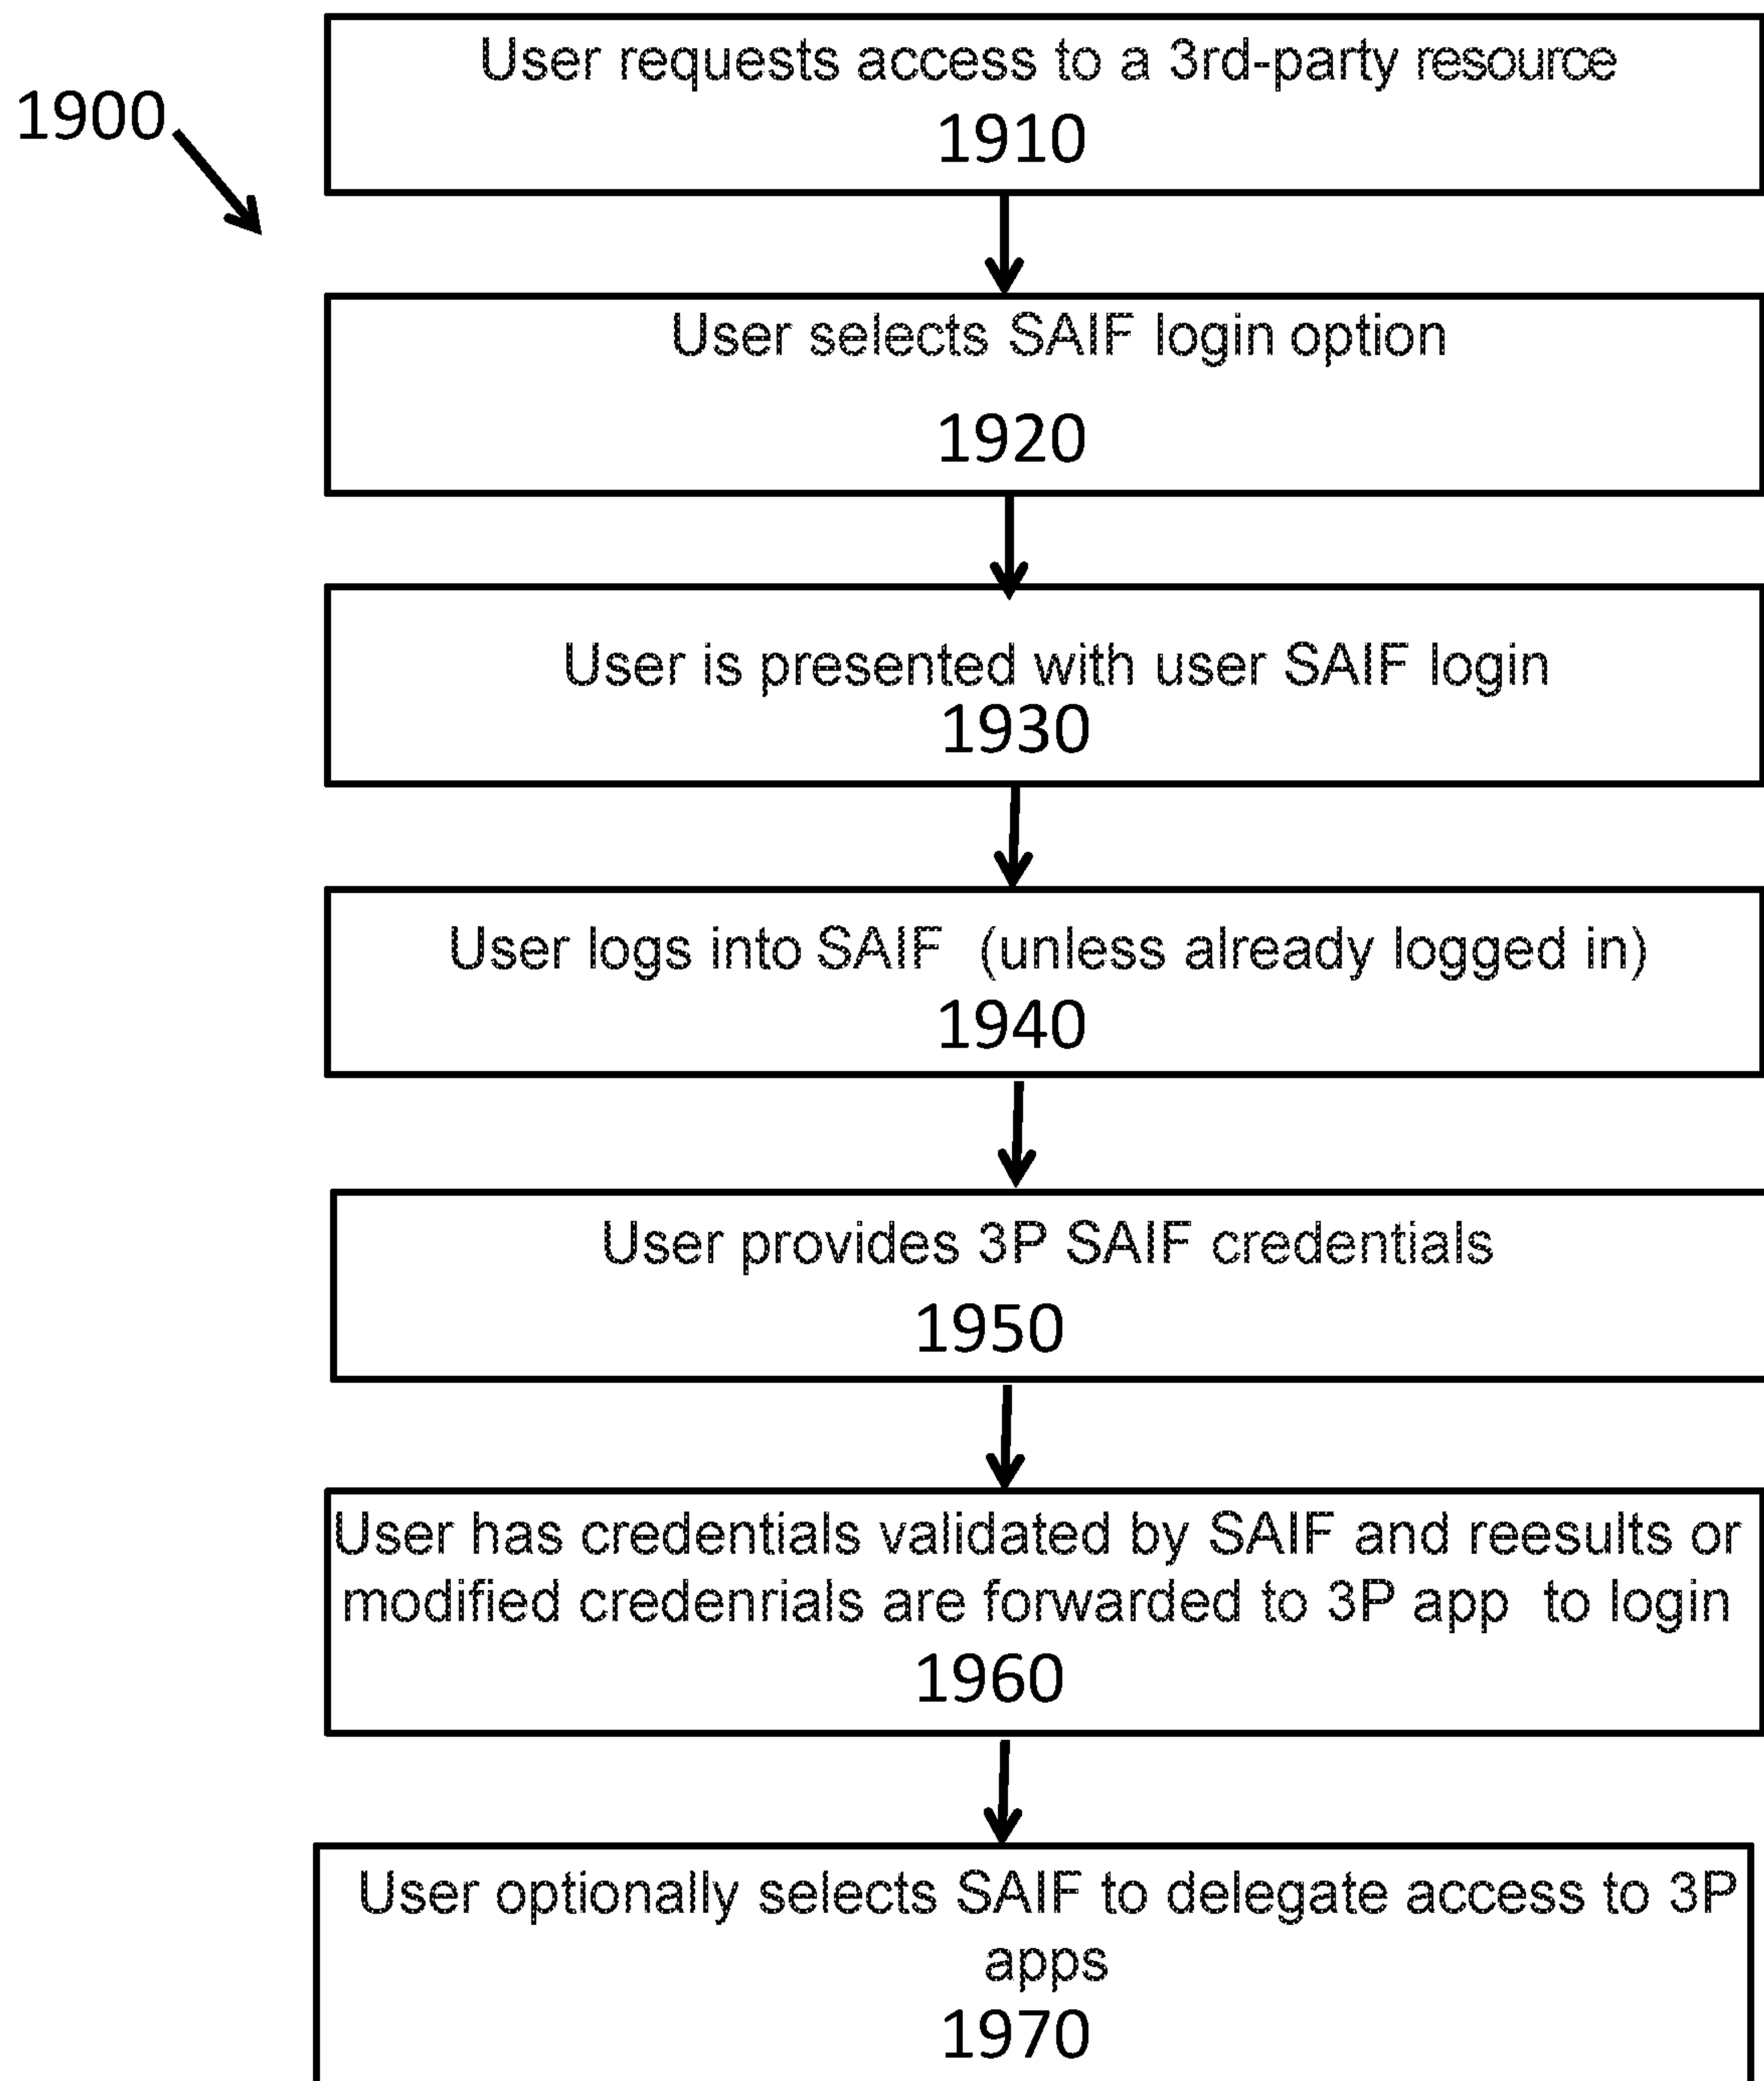 User requests access to a 3rd-party resource
1900
1910
User selects SAIF login option
1920
User is presented with user SAIF login
1930
User logs into SAIF (unless already logged in)
1940
User provides 3P SAIF credentials
1950
User has credentials validated by SAIF and reesults or
modified credenrials are forwarded to 3P app to login
1960
User optionally selects SAIF to delegate access to 3P
apps
1970